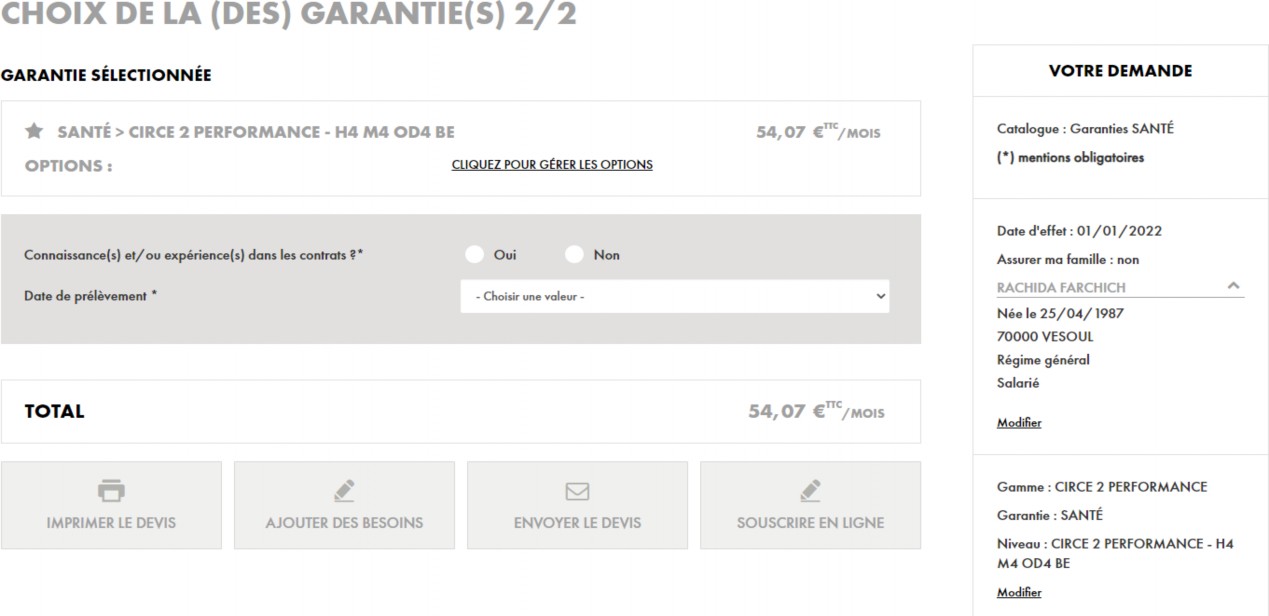 CHOIX DE LA (DES) GARANTIE(S) 2/2
GARANTIE SÉLECTIONNÉE
SANTÉ > CIRCE 2 PERFORMANCE - H4 M4 OD4 BE
54,07 €TTC/MOIS
OPTIONS :
CLIQUEZ POUR GÉRER LES OPTIONS
Connaissance(s) et/ou expérience(s) dans les contrats ?*
Oui
Non
Date de prélèvement *
- Choisir une valeur -
TOTAL
54,07 €TTC/MOIS
IMPRIMER LE DEVIS
AJOUTER DES BESOINS
ENVOYER LE DEVIS
SOUSCRIRE EN LIGNE
VOTRE DEMANDE
Catalogue : Garanties SANTÉ
(*) mentions obligatoires
Date d'effet : 01/01/2022
Assurer ma famille : non
RACHIDA FARCHICH
Née le 25/04/1987
70000 VESOUL
Régime général
Salarié
Modifier
Gamme : CIRCE 2 PERFORMANCE
Garantie : SANTÉ
Niveau : CIRCE 2 PERFORMANCE - H4
M4 OD4 BE
Modifier